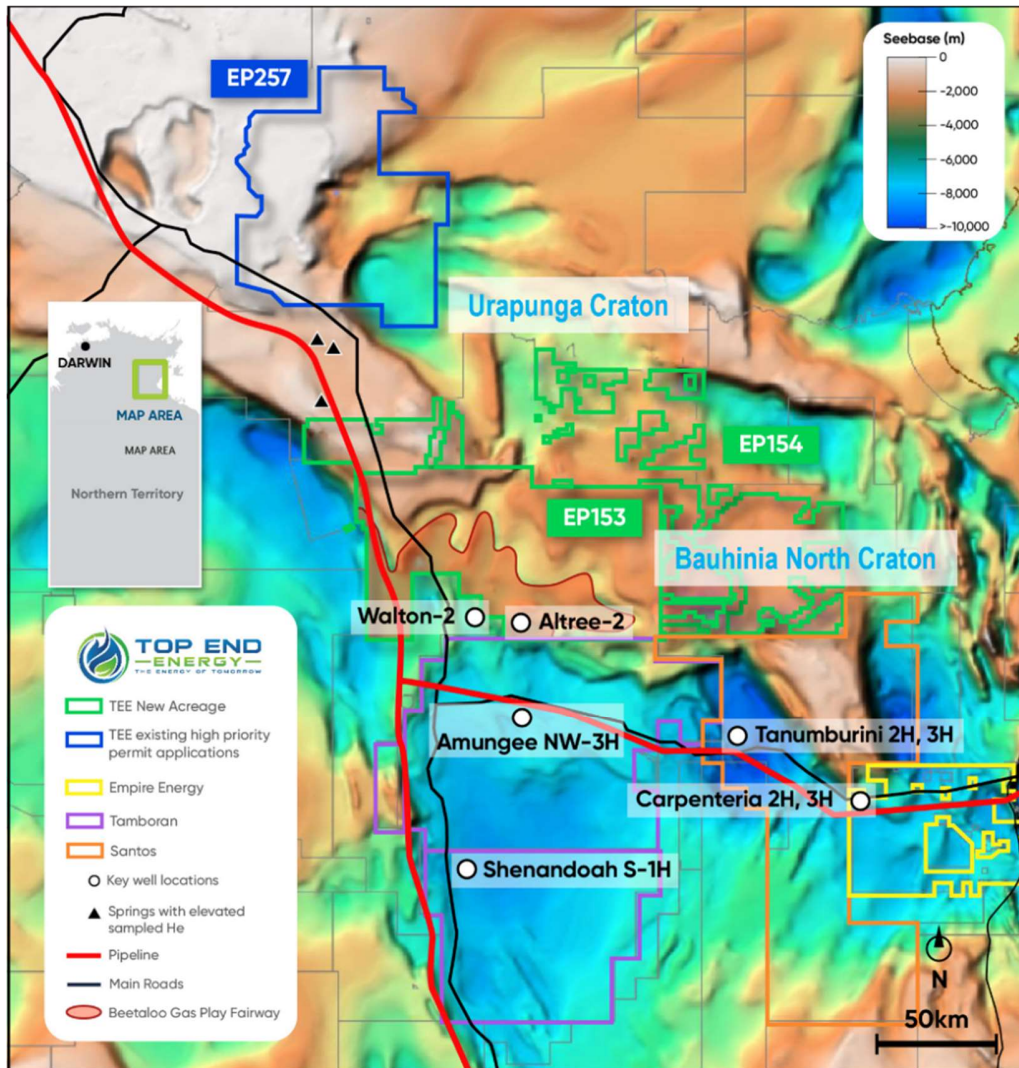 EP257
Seebase (m)
0
-2,000
-4,000
-6,000
-8,000
>-10,000
Urapunga Craton
DARWIN
MAP AREA
MAP AREA
Northern Territory
EP154
EP153
Bauhinia North Craton
Walton-2
Altree-2
Amungee NW-3H
Tanumburini 2H, 3H
Carpenteria 2H, 3H
Shenandoah S-1H
TOP END
ENERGY
THE ENERGY OF TOMORROW
TEE New Acreage
TEE existing high priority
permit applications
Empire Energy
Tamboran
Santos
Key well locations
Springs with elevated
sampled He
Pipeline
Main Roads
Beetaloo Gas Play Fairway
N
50km